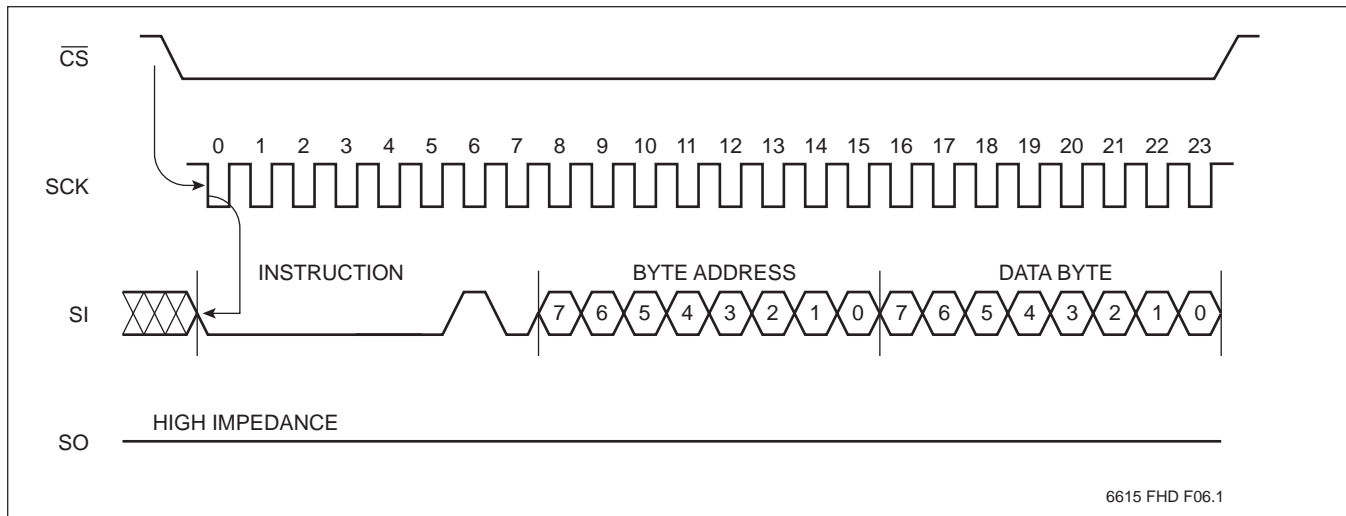 CS
0 1 2 3 4 5 6 7 8 9 10 11 12 13 14 15 16 17 18 19 20 21 22 23
SCK
INSTRUCTION BYTE ADDRESS DATA BYTE
SI 7 6 5 4 3 2 1 0 7 6 5 4 3 2 1 0
HIGH IMPEDANCE
SO
6615 FHD F06.1